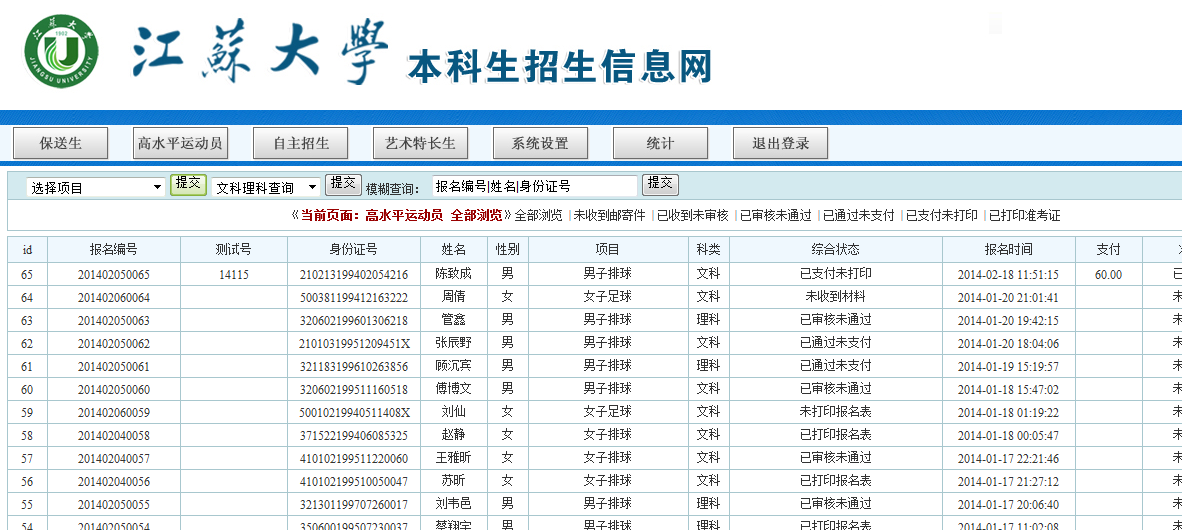 江蘇大學 本科生招生信息网
江苏大学
1902
JIANGSU UNIVERSITY
保送生 高水平运动员 自主招生 艺术特长生 系统设置 统计 退出登录
选择项目 提交 文科理科查询 提交 模糊查询： 报名编号|姓名|身份证号 提交
《当前页面：高水平运动员 全部浏览》全部浏览 |未收到邮寄件 |已收到未审核 |已审核未通过 |已通过未支付 |已支付未打印 |已打印准考证
id 报名编号 测试号 身份证号 姓名 性别 项目 科类 综合状态 报名时间 支付
65 201402050065 14115 210213199402054216 陈致成 男 男子排球 文科 已支付未打印 2014-02-18 11:51:15 60.00 已
64 201402060064 500381199412163222 周倩 女 女子足球 文科 未收到材料 2014-01-20 21:01:41 未
63 201402050063 320602199601306218 管鑫 男 男子排球 理科 已审核未通过 2014-01-20 19:42:15 未
62 201402050062 21010319951209451X 张辰野 男 男子排球 文科 已通过未支付 2014-01-20 18:04:06 未
61 201402050061 321183199610263856 顾沉宾 男 男子排球 理科 已通过未支付 2014-01-19 15:19:57 未
60 201402050060 320602199511160518 傅博文 男 男子排球 文科 已审核未通过 2014-01-18 15:47:02 未
59 201402060059 50010219940511408X 刘仙 女 女子足球 文科 未打印报名表 2014-01-18 01:19:22 未
58 201402040058 371522199406085325 赵静 女 女子排球 文科 已打印报名表 2014-01-18 00:05:47 未
57 201402040057 410102199511220060 王雅昕 女 女子排球 文科 已审核未通过 2014-01-17 22:21:46 未
56 201402040056 410102199510050047 苏昕 女 女子排球 文科 已打印报名表 2014-01-17 21:27:12 未
55 201402050055 321301199707260017 刘韦邑 男 男子排球 理科 已审核未通过 2014-01-17 20:06:40 未
54 201402050054 350600199507230037 楚翔宇 男 男子排球 理科 已打印报名表 2014-01-17 11:02:08 未